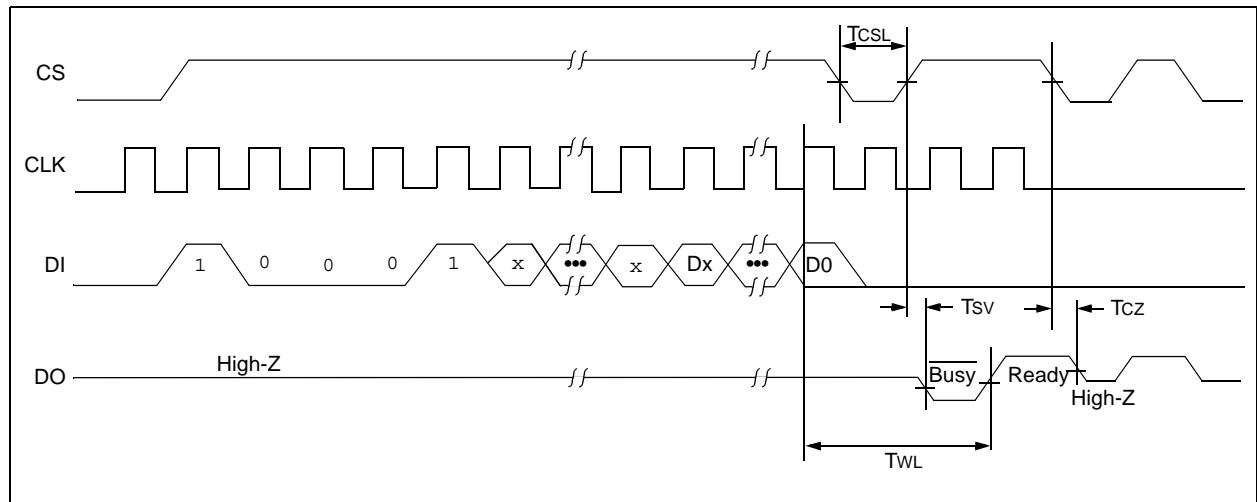 TCSL
CS
CLK
DI
1 0 0 0 1 x ••• x Dx ••• D0
TSV
TCZ
DO
High-Z
Busy
Ready
High-Z
TWL